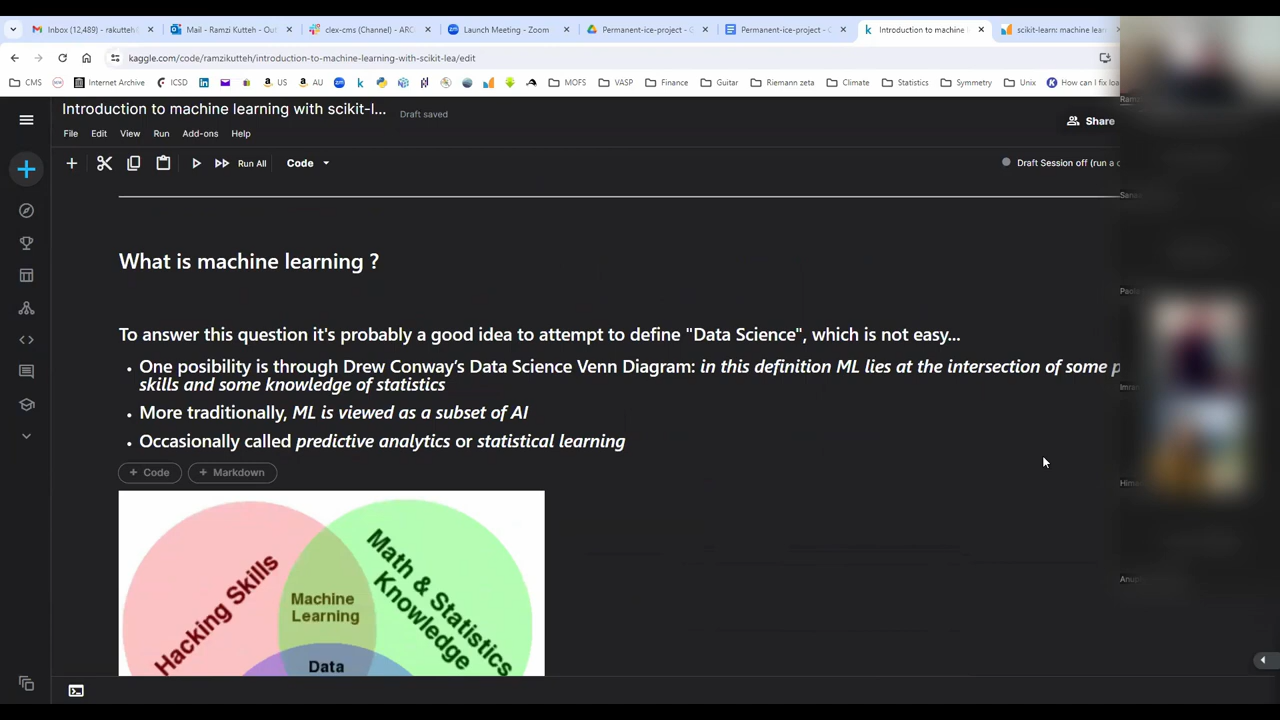 Inbox (12,489) - rakutteh
Mail - Ramzi Kutteh - Out
clex-cms (Channel) - ARC
Launch Meeting - Zoom
Permanent-ice-project - G
Permanent-ice-project - G
Introduction to machine l
scikit-learn: machine lear
kaggle.com/code/ramzikutteh/introduction-to-machine-learning-with-scikit-lea/edit
CMS
Internet Archive
ICSD
US
AU
MOFS
VASP
Finance
Guitar
Riemann zeta
Climate
Statistics
Symmetry
Unix
How can I fix loa
Introduction to machine learning with scikit-l...
Draft saved
Share
File Edit View Run Add-ons Help
Run All
Code
Draft Session off (run a c
What is machine learning ?
To answer this question it's probably a good idea to attempt to define "Data Science", which is not easy...
• One posibility is through Drew Conway's Data Science Venn Diagram: in this definition ML lies at the intersection of some p
skills and some knowledge of statistics
• More traditionally, ML is viewed as a subset of AI
• Occasionally called predictive analytics or statistical learning
+ Code
+ Markdown
Hacking Skills
Math & Statistics
Knowledge
Machine
Learning
Data